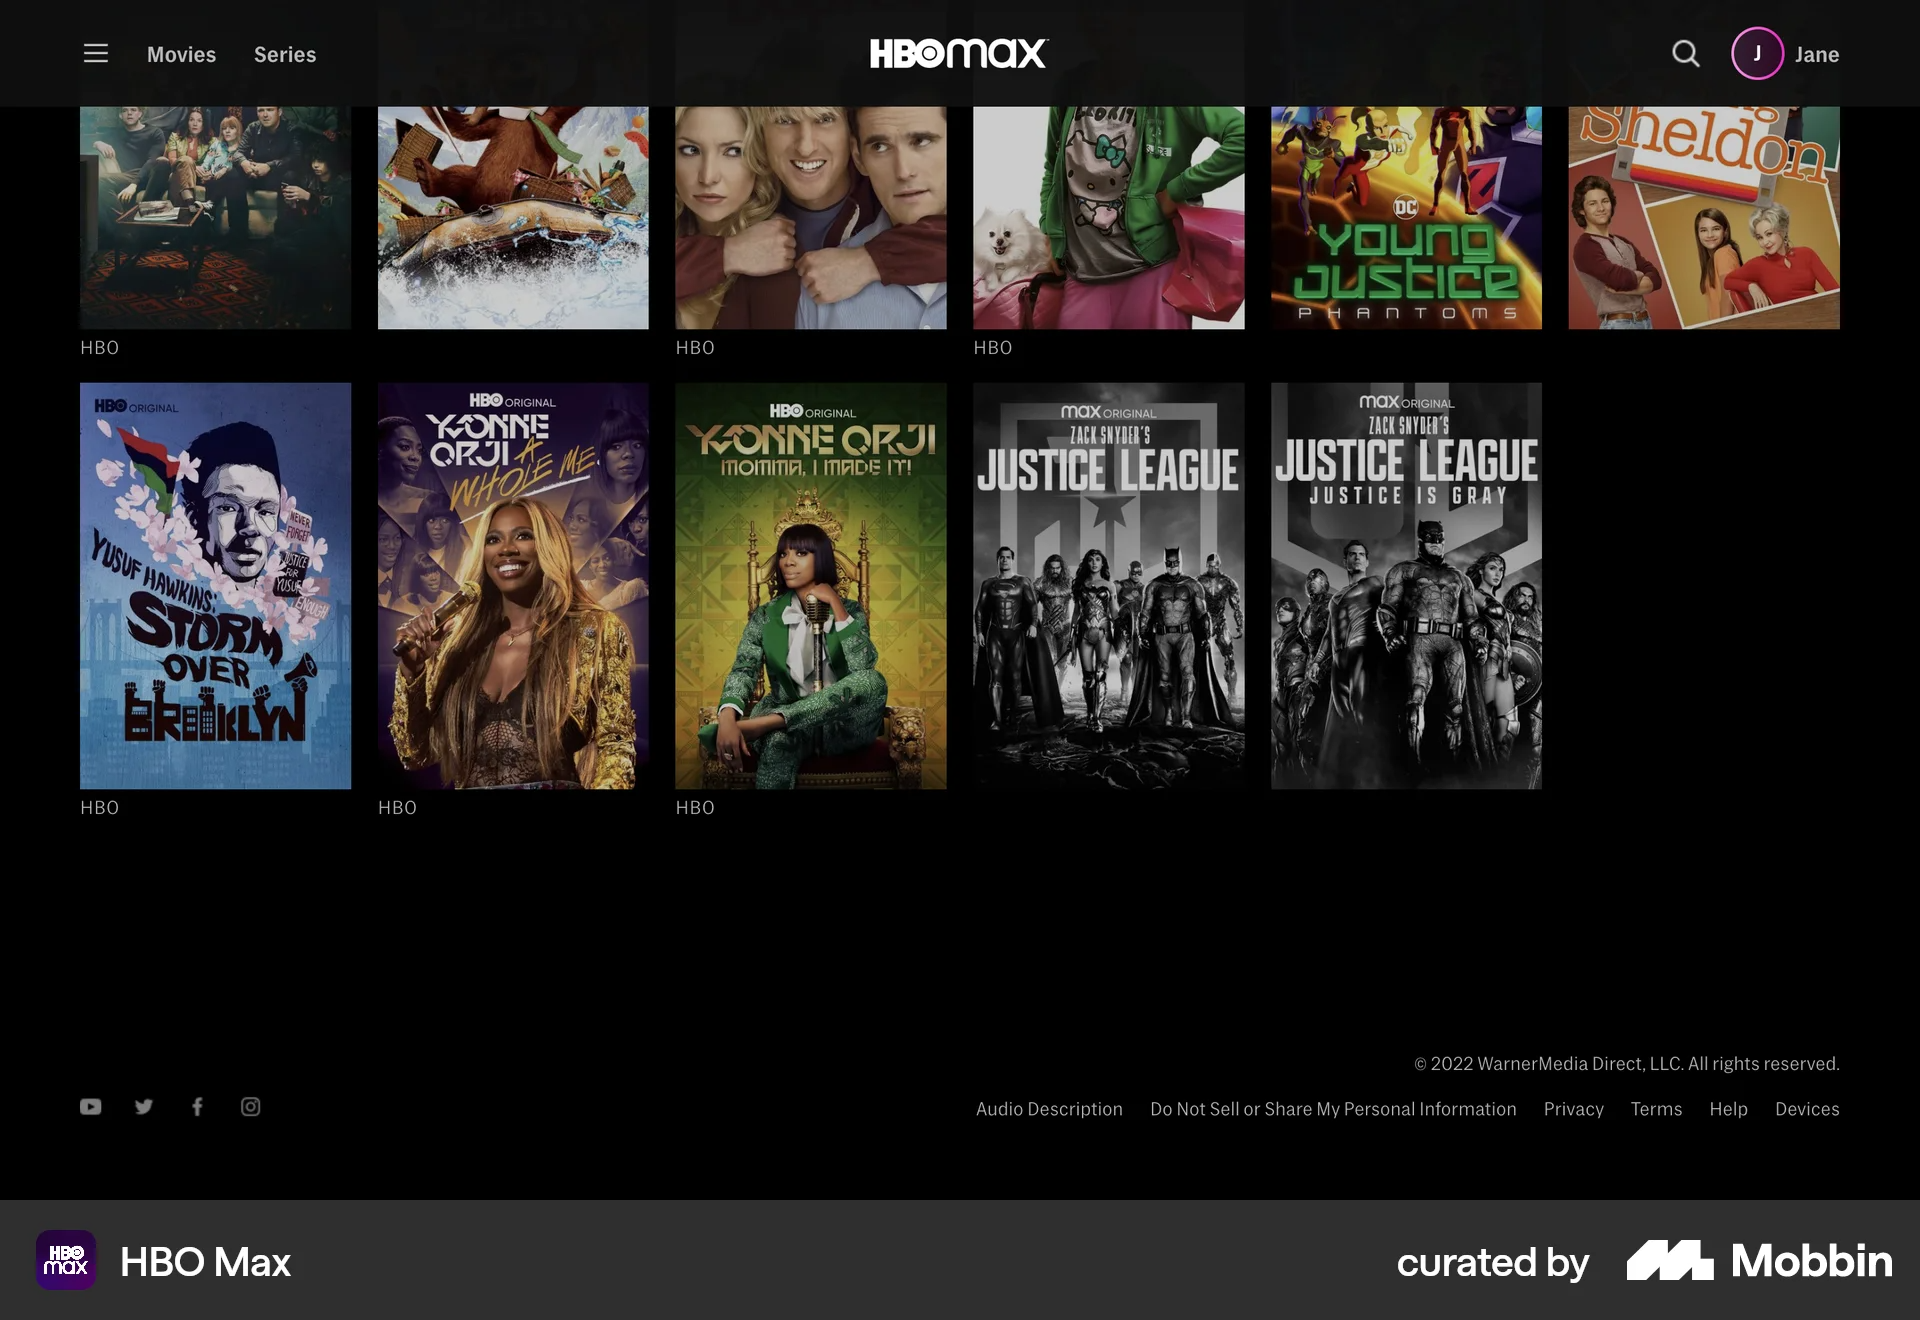 Movies
Series
HBOmax
J
Jane
Sheldon
DC
YOUNG
JUSTICE
PHANTOMS
HBO
HBO
HBO
HBO ORIGINAL
NEVER
FORGET
JUSTICE
FOR
YUSUF
ENOUGH
YUSUF HAWKINS:
STORM
OVER
BROOKLYN
HBO ORIGINAL
YVONNE
ORJI A
WHOLE ME.
HBO ORIGINAL
YVONNE ORJI
MOMMA, I MADE IT!
max ORIGINAL
ZACK SNYDER'S
JUSTICE LEAGUE
max ORIGINAL
ZACK SNYDER'S
JUSTICE LEAGUE
JUSTICE IS GRAY
HBO
HBO
HBO
© 2022 WarnerMedia Direct, LLC. All rights reserved.
Audio Description
Do Not Sell or Share My Personal Information
Privacy
Terms
Help
Devices
HBO
max
HBO Max
curated by
Mobbin